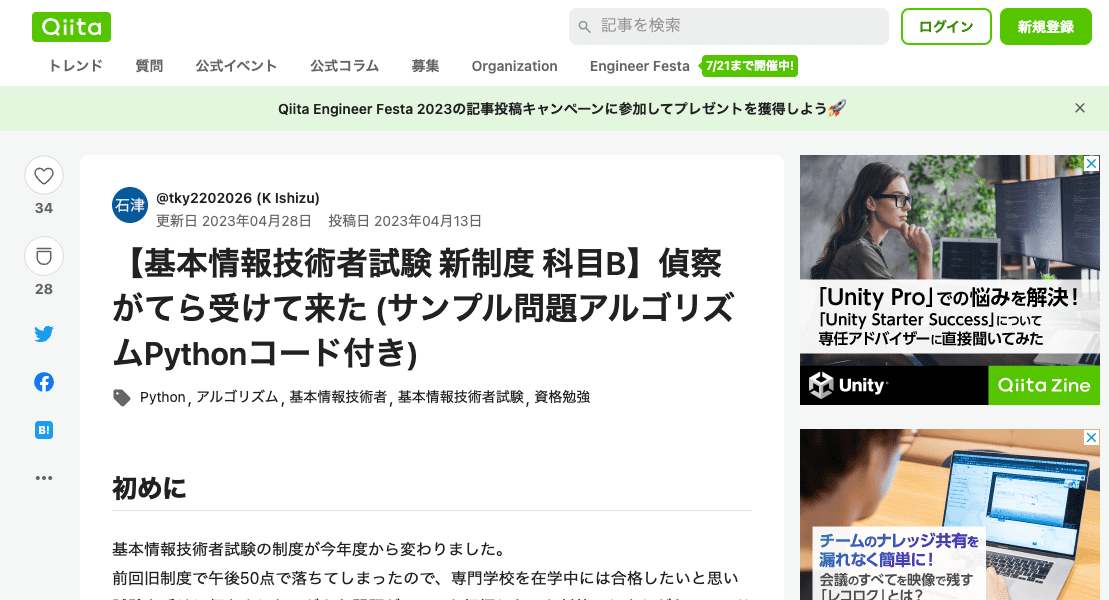 Qiita
記事を検索
ログイン
新規登録
トレンド 質問 公式イベント 公式コラム 募集 Organization Engineer Festa 7/21まで開催中!
Qiita Engineer Festa 2023の記事投稿キャンペーンに参加してプレゼントを獲得しよう🚀
34
28
B!
石津
@tky2202026 (K Ishizu)
更新日 2023年04月28日 投稿日 2023年04月13日
【基本情報技術者試験 新制度 科目B】偵察
がてら受けて来た (サンプル問題アルゴリズ
ムPythonコード付き)
Python, アルゴリズム, 基本情報技術者, 基本情報技術者試験, 資格勉強
初めに
基本情報技術者試験の制度が今年度から変わりました。
前回旧制度で午後50点で落ちてしまったので、専門学校を在学中には合格したいと思い
「Unity Pro」での悩みを解決!
「Unity Starter Success」について
専任アドバイザーに直接聞いてみた
Unity
Qiita Zine
チームのナレッジ共有を
漏れなく簡単に!
会議のすべてを映像で残す
「レコログ」とは?